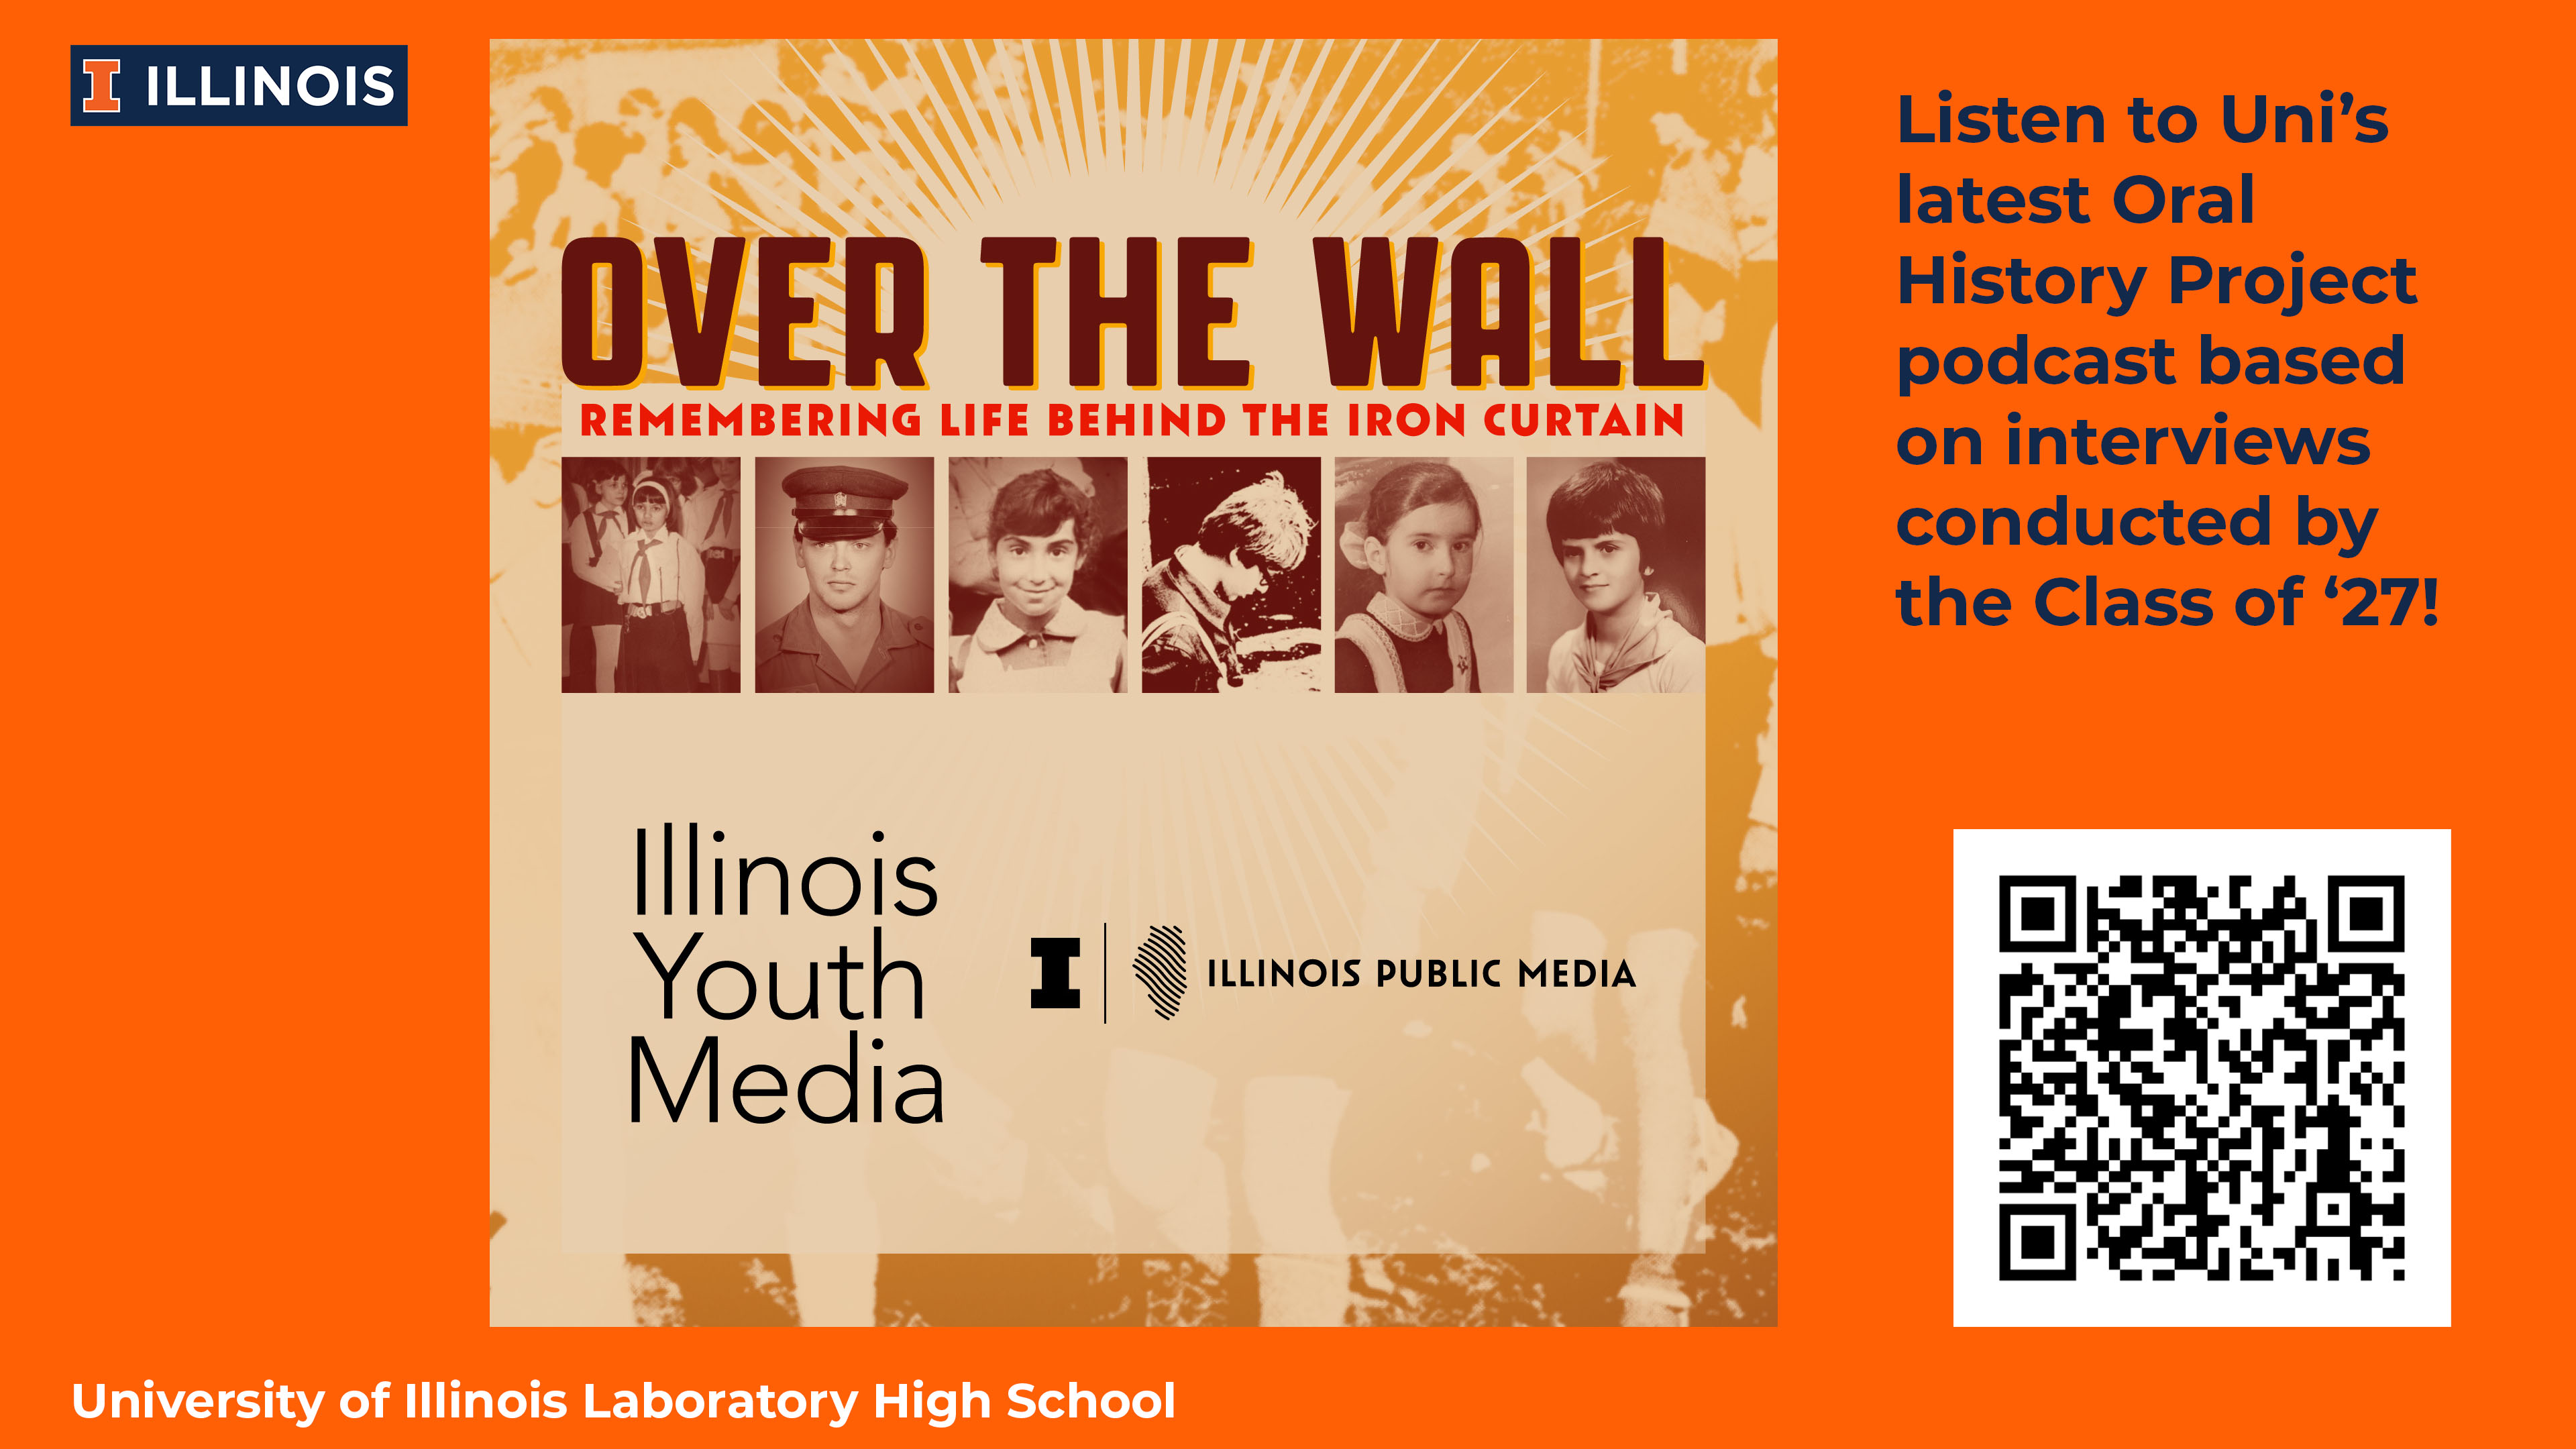 ILLINOIS
OVER THE WALL
REMEMBERING LIFE BEHIND THE IRON CURTAIN
Illinois
Youth
Media
ILLINOIS PUBLIC MEDIA
Listen to Uni’s
latest Oral
History Project
podcast based
on interviews
conducted by
the Class of ‘27!
University of Illinois Laboratory High School